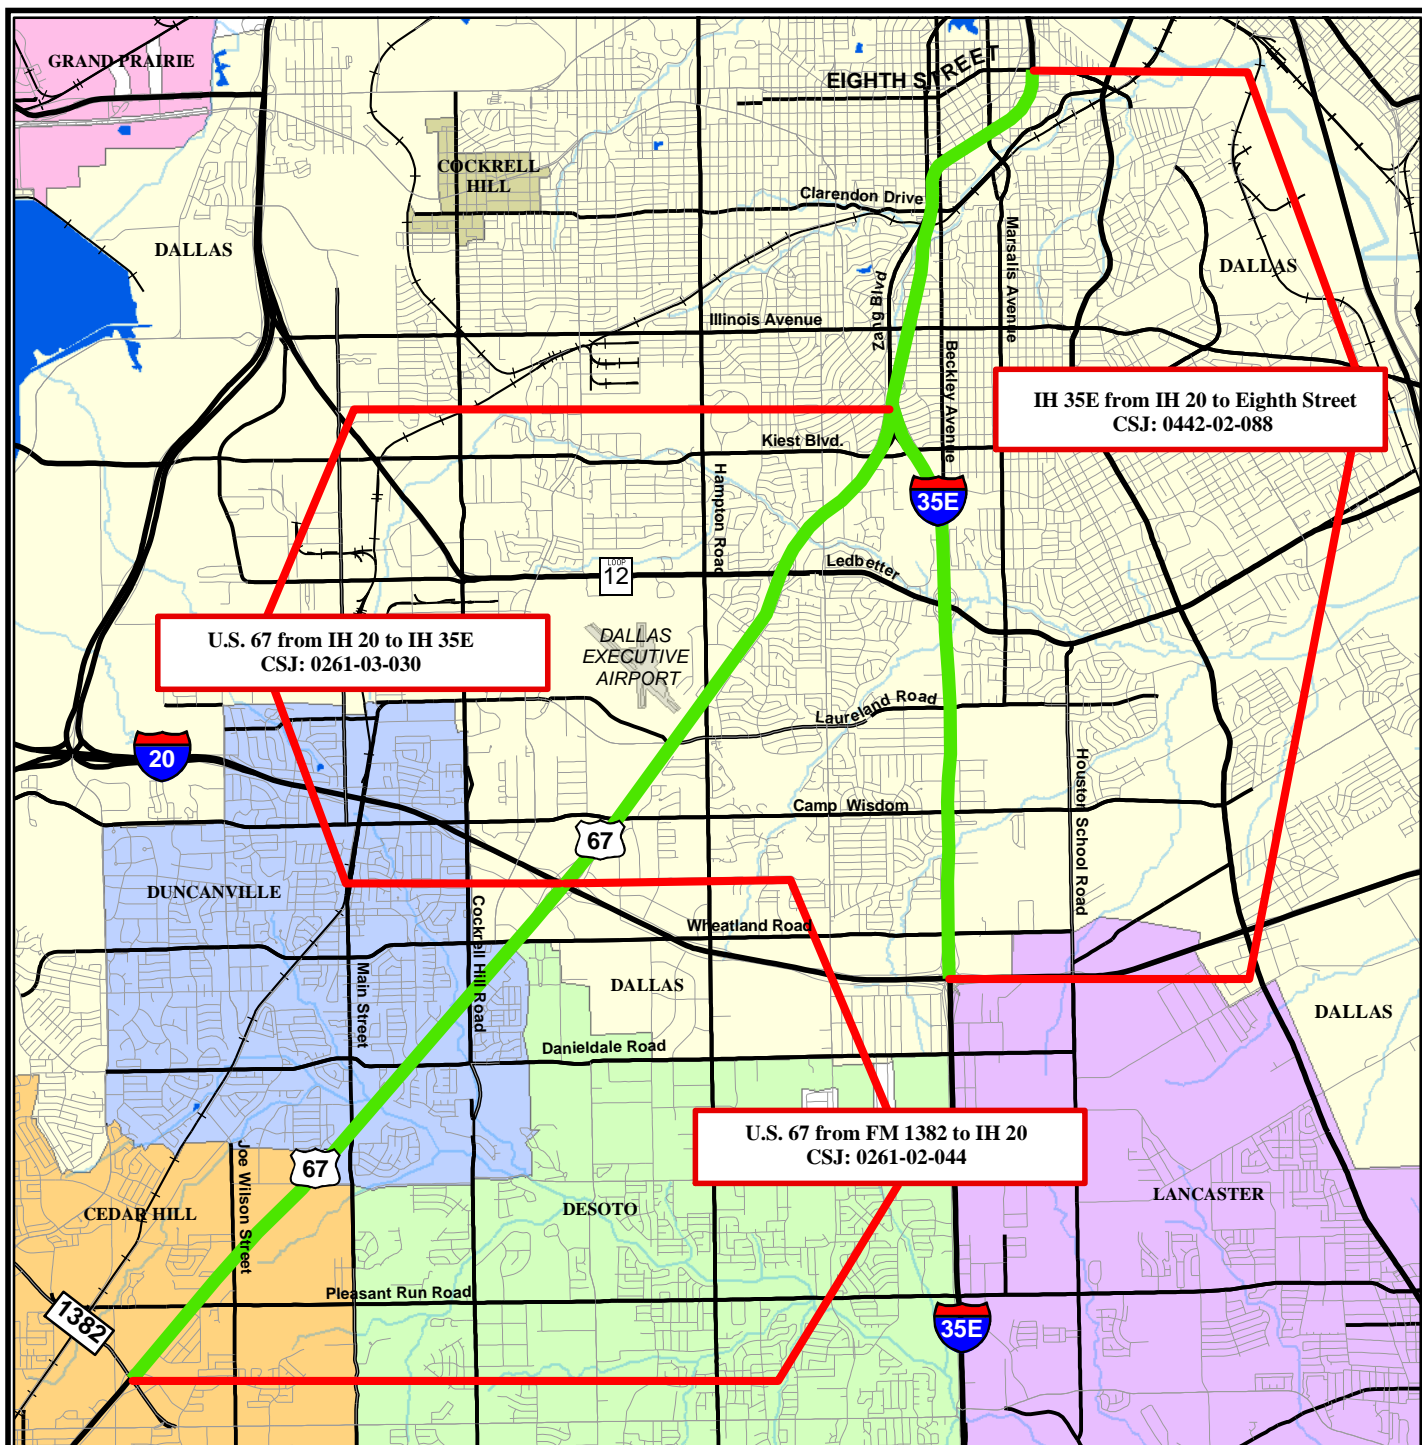 GRAND PRAIRIE
EIGHTH STREET
COCKRELL
HILL
Clarendon Drive
DALLAS
Marsalis Avenue
DALLAS
Zang Blvd
Illinois Avenue
Beckley Avenue
IH 35E from IH 20 to Eighth Street
CSJ: 0442-02-088
Kiest Blvd.
Hampton Road
35E
LOOP
12
Ledbetter
U.S. 67 from IH 20 to IH 35E
CSJ: 0261-03-030
DALLAS
EXECUTIVE
AIRPORT
Laureland Road
20
Houston School Road
Camp Wisdom
67
DUNCANVILLE
Cockrell Hill Road
Wheatland Road
Main Street
DALLAS
DALLAS
Danieldale Road
U.S. 67 from FM 1382 to IH 20
CSJ: 0261-02-044
67
Joe Wilson Street
CEDAR HILL
DESOTO
LANCASTER
Pleasant Run Road
1382
35E